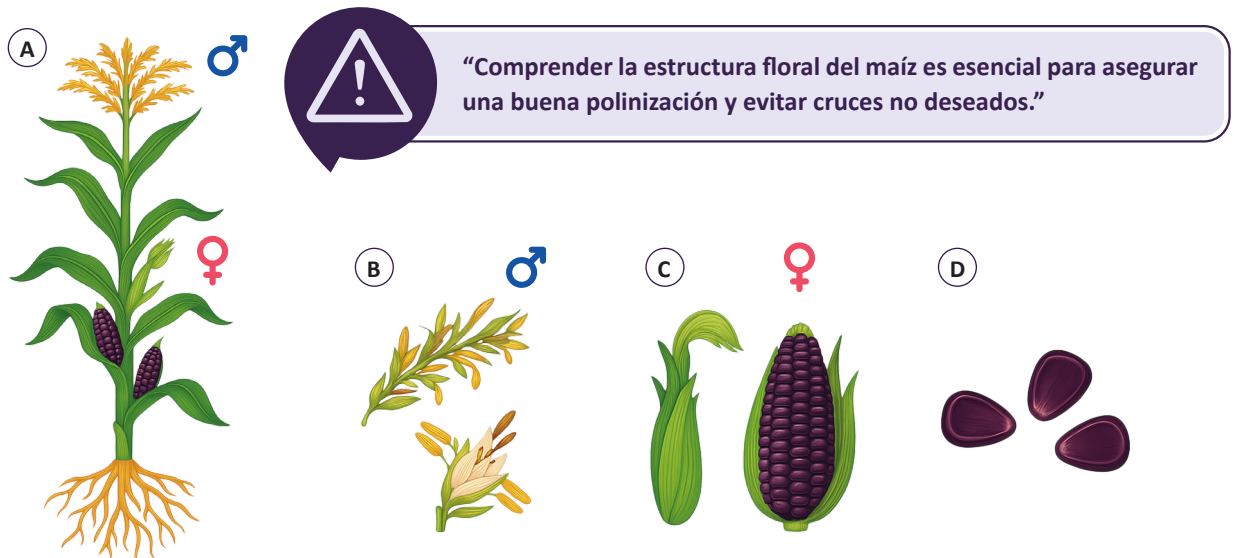 A
“Comprender la estructura floral del maíz es esencial para asegurar
una buena polinización y evitar cruces no deseados.”
B
C
D